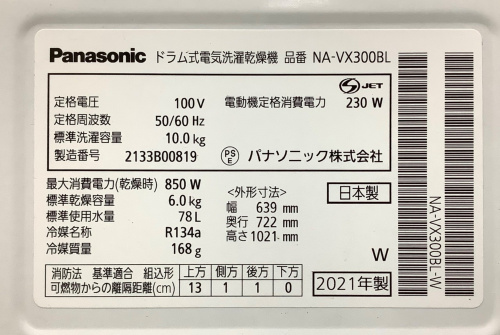 Panasonic ドラム式電気洗濯乾燥機 品番 NA-VX300BL
S JET
定格電圧 100V 電動機定格消費電力 230 W
定格周波数 50/60 Hz
標準洗濯容量 10.0kg
製造番号 2133B00819 PS E パナソニック株式会社
最大消費電力(乾燥時) 850 W
標準乾燥容量 6.0kg
標準使用水量 78L
冷媒名称 R134a
冷媒質量 168g
<外形寸法>
幅 639 mm
奥行 722 mm
高さ 1021 mm
日本製
W
消防法 基準適合 組込形 上方 側方 後方 下方
可燃物からの離隔距離(cm) 13 1 1 0
2021年製
NA-VX300BL-W